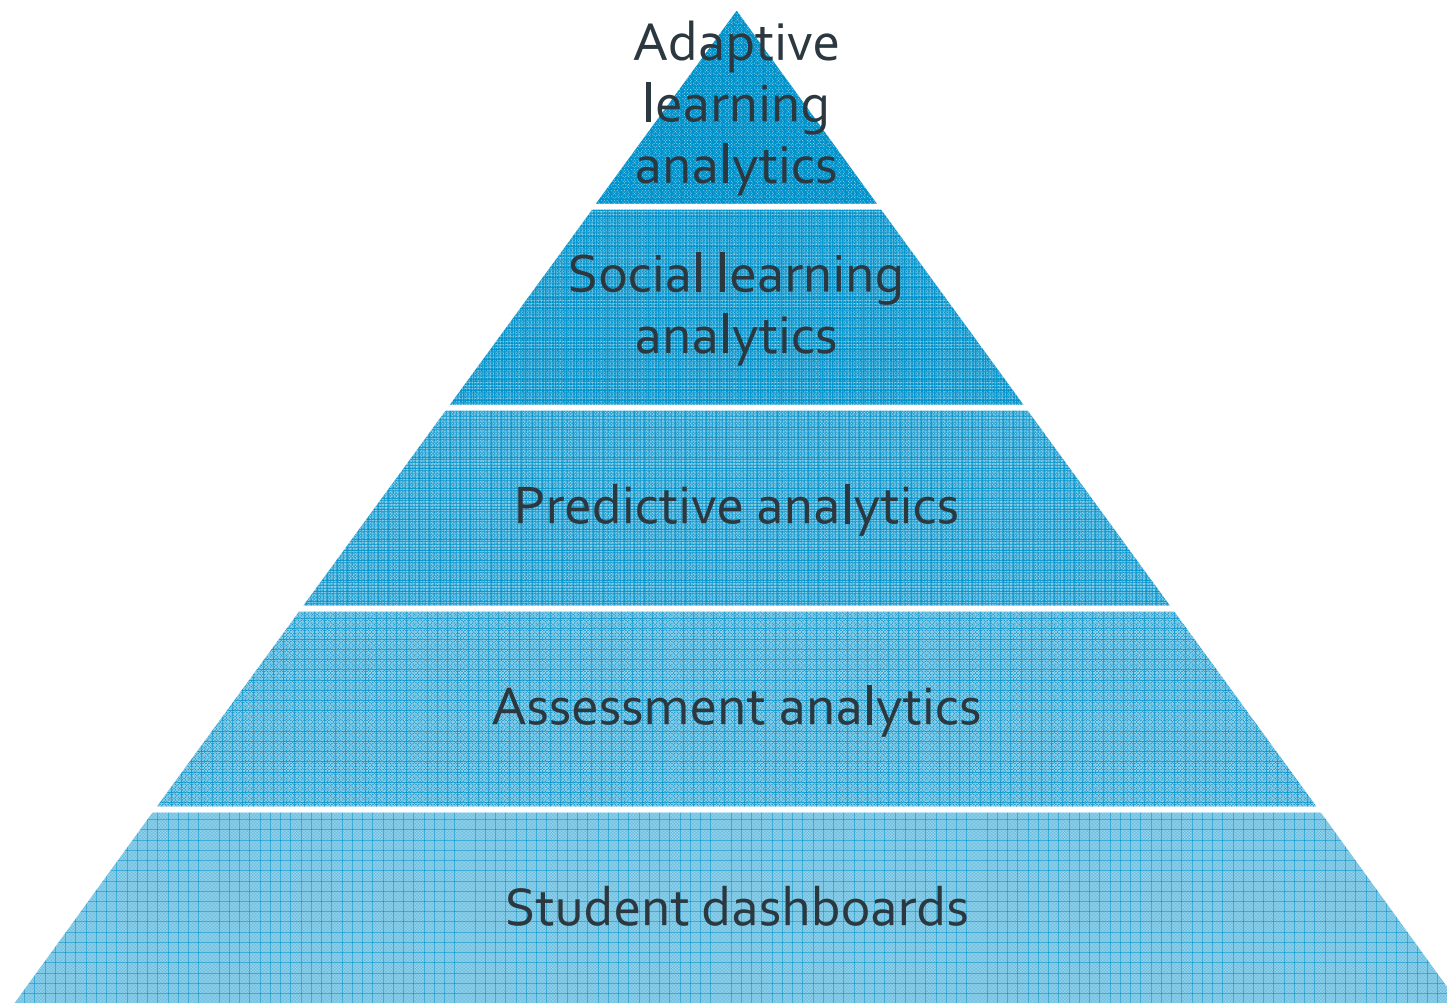 Adaptive
learning
analytics
Social learning
analytics
Predictive analytics
Assessment analytics
Student dashboards